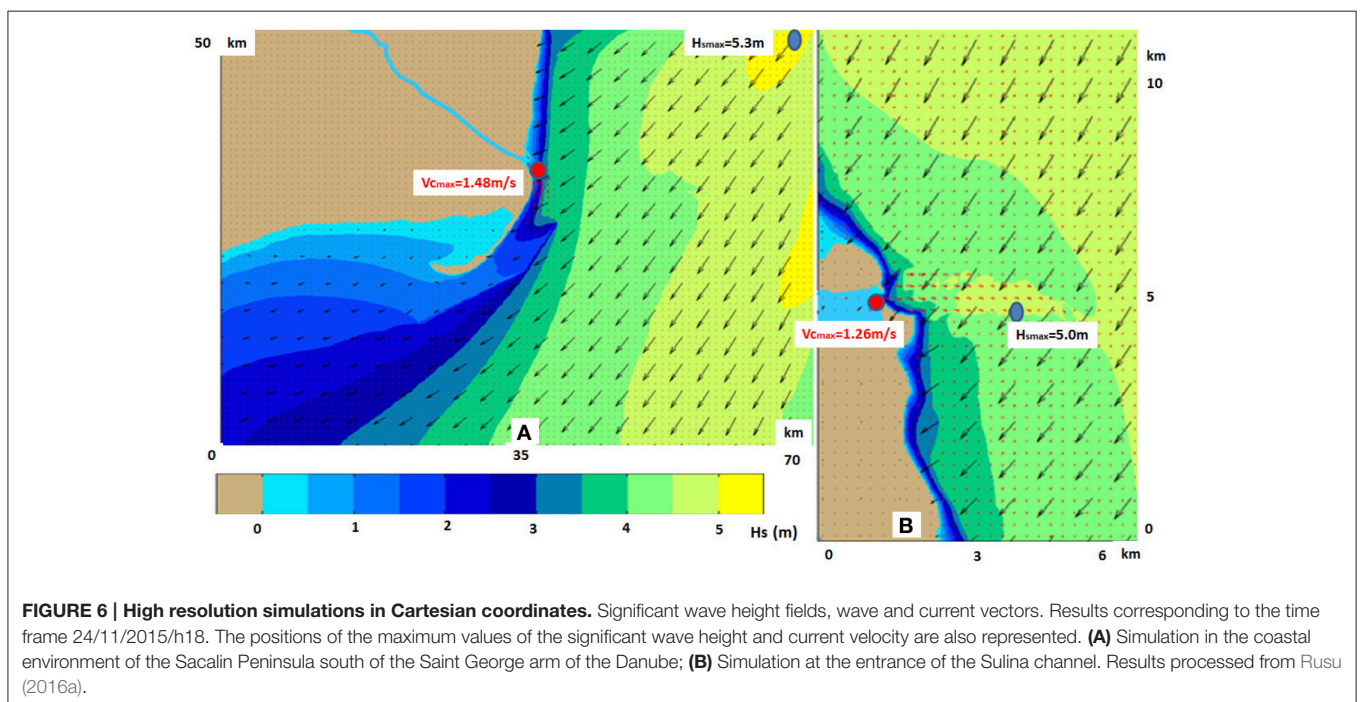 50 km
Hsmax=5.3m
Vcmax=1.48m/s
A
km
0
35
70
0 1 2 3 4 5 Hs (m)
km
10
5
Vcmax=1.26m/s
Hsmax=5.0m
B
0
0
3
6 km
FIGURE 6 | High resolution simulations in Cartesian coordinates. Significant wave height fields, wave and current vectors. Results corresponding to the time
frame 24/11/2015/h18. The positions of the maximum values of the significant wave height and current velocity are also represented. (A) Simulation in the coastal
environment of the Sacalin Peninsula south of the Saint George arm of the Danube; (B) Simulation at the entrance of the Sulina channel. Results processed from Rusu
(2016a).